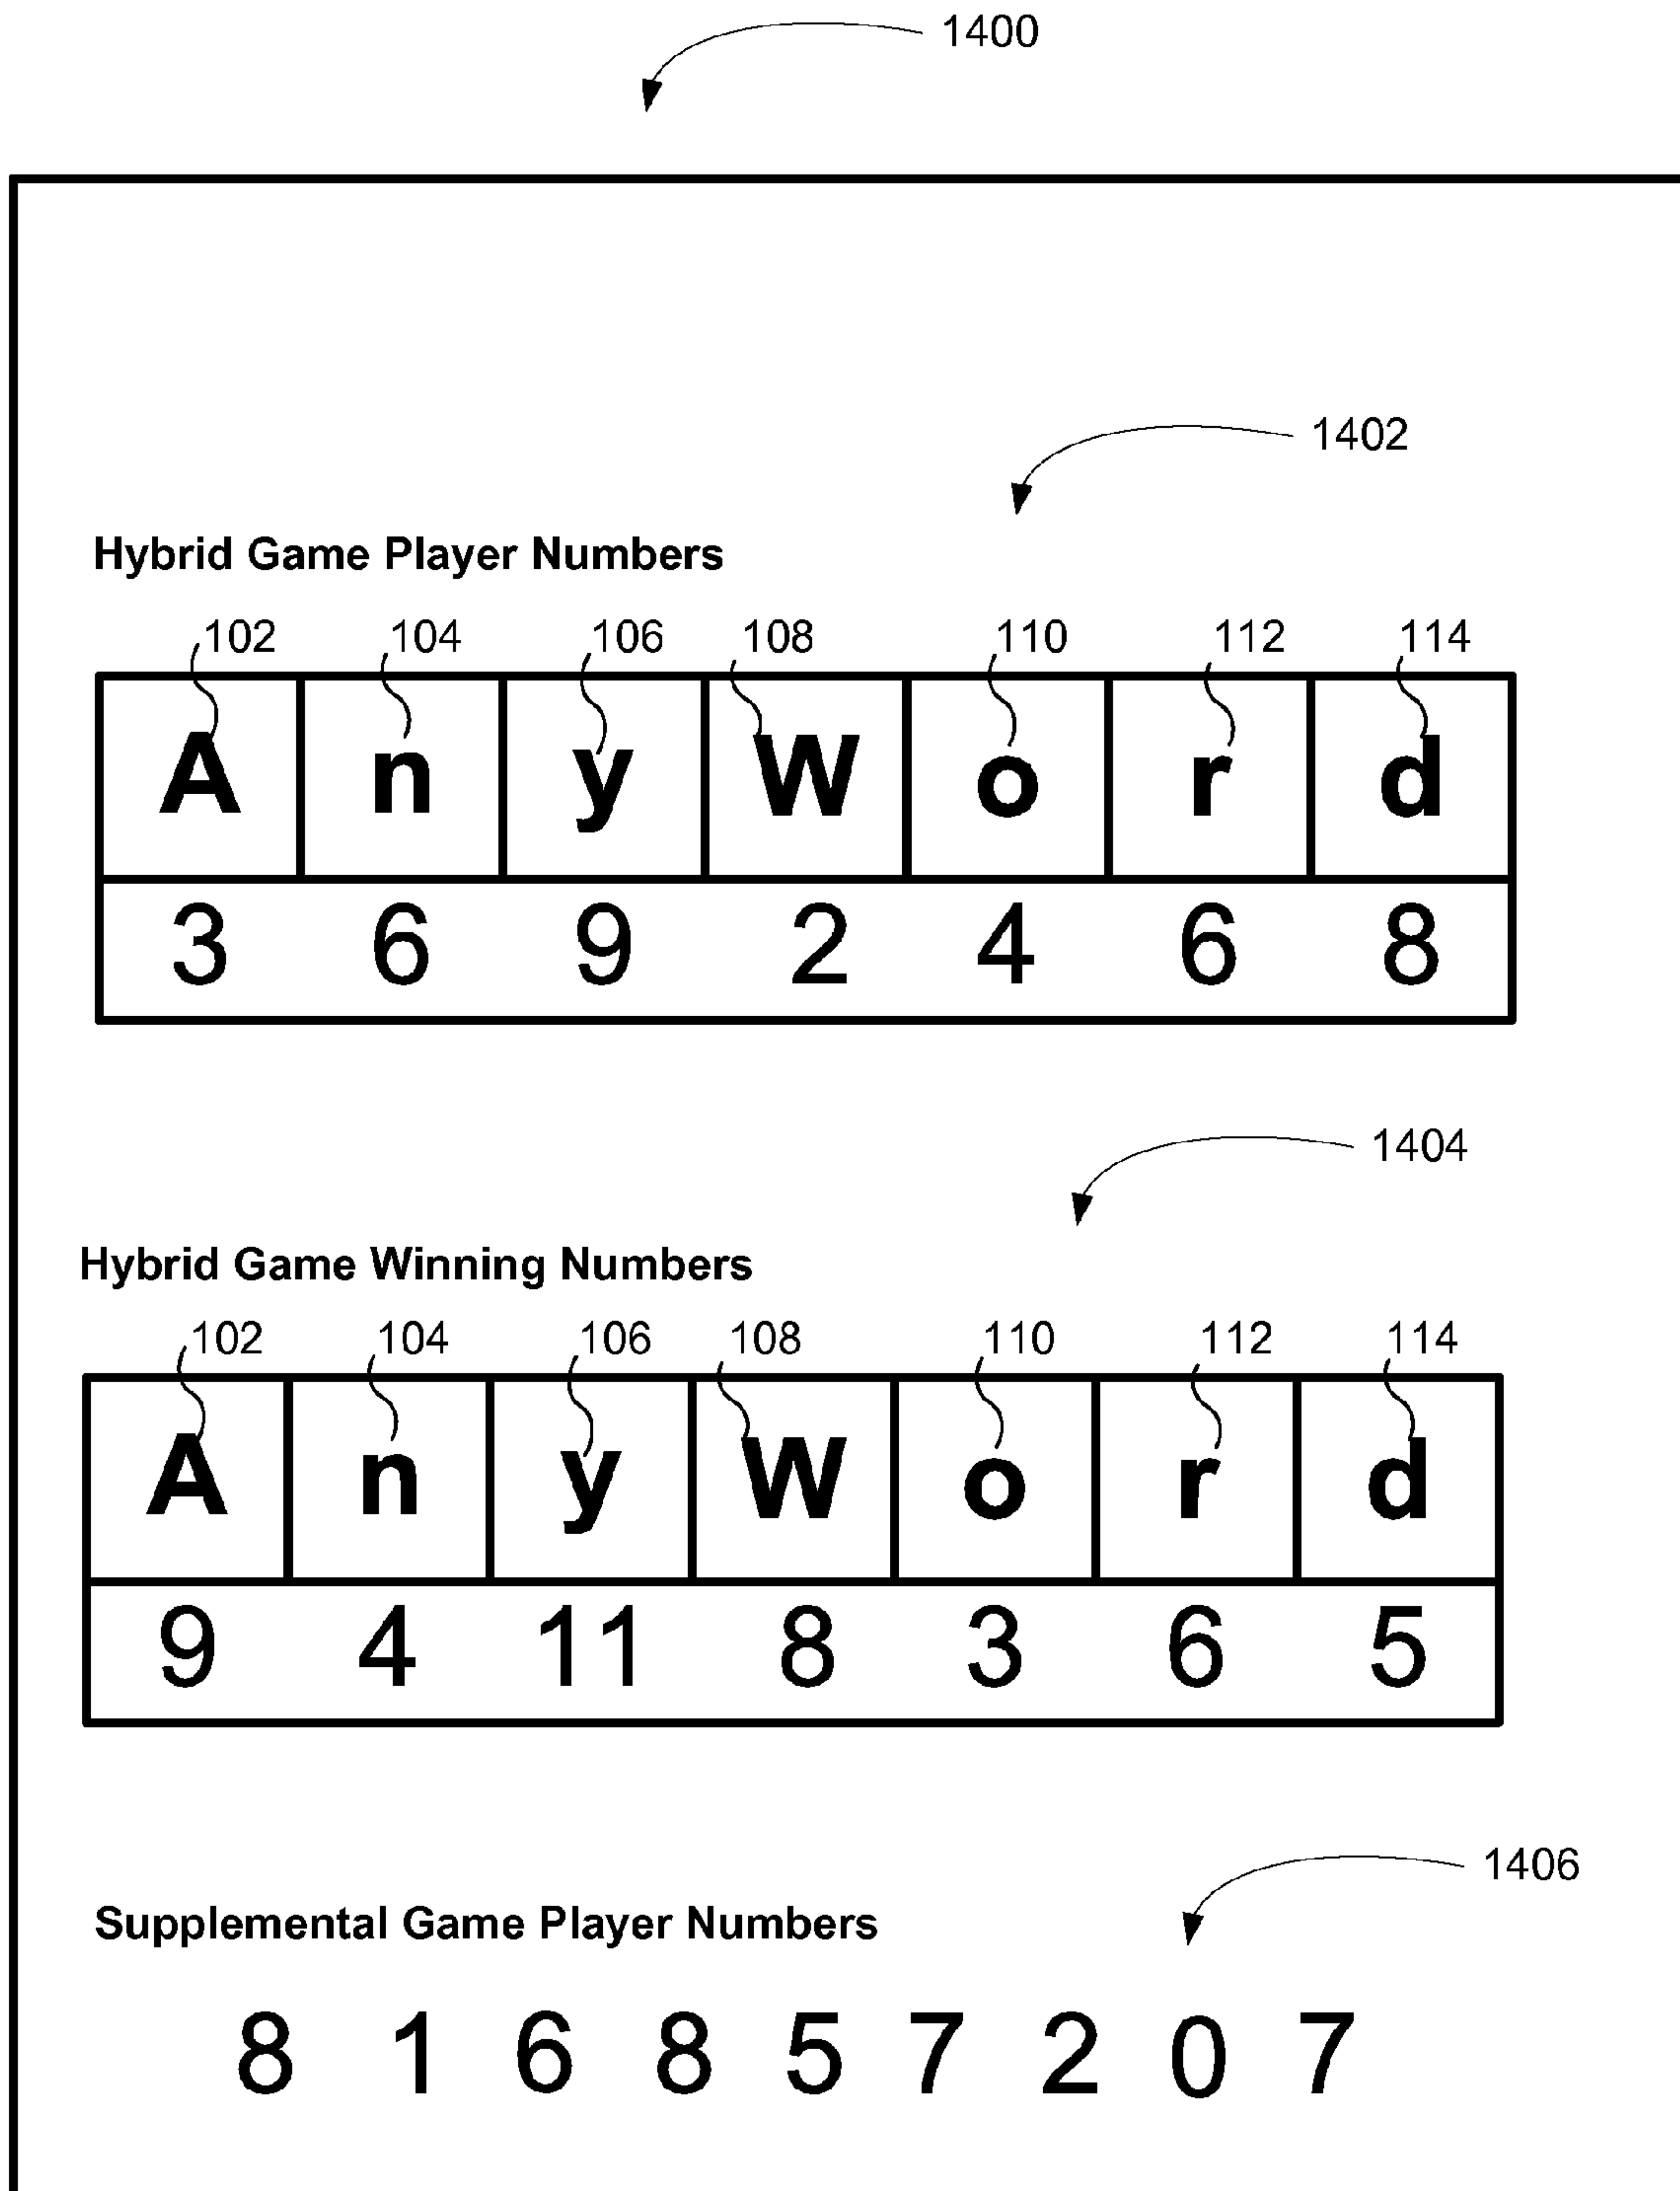 1400
1402
Hybrid Game Player Numbers
102 104 106 108 110 112 114
A n y W o r d
3 6 9 2 4 6 8
1404
Hybrid Game Winning Numbers
102 104 106 108 110 112 114
A n y W o r d
9 4 11 8 3 6 5
1406
Supplemental Game Player Numbers
8 1 6 8 5 7 2 0 7